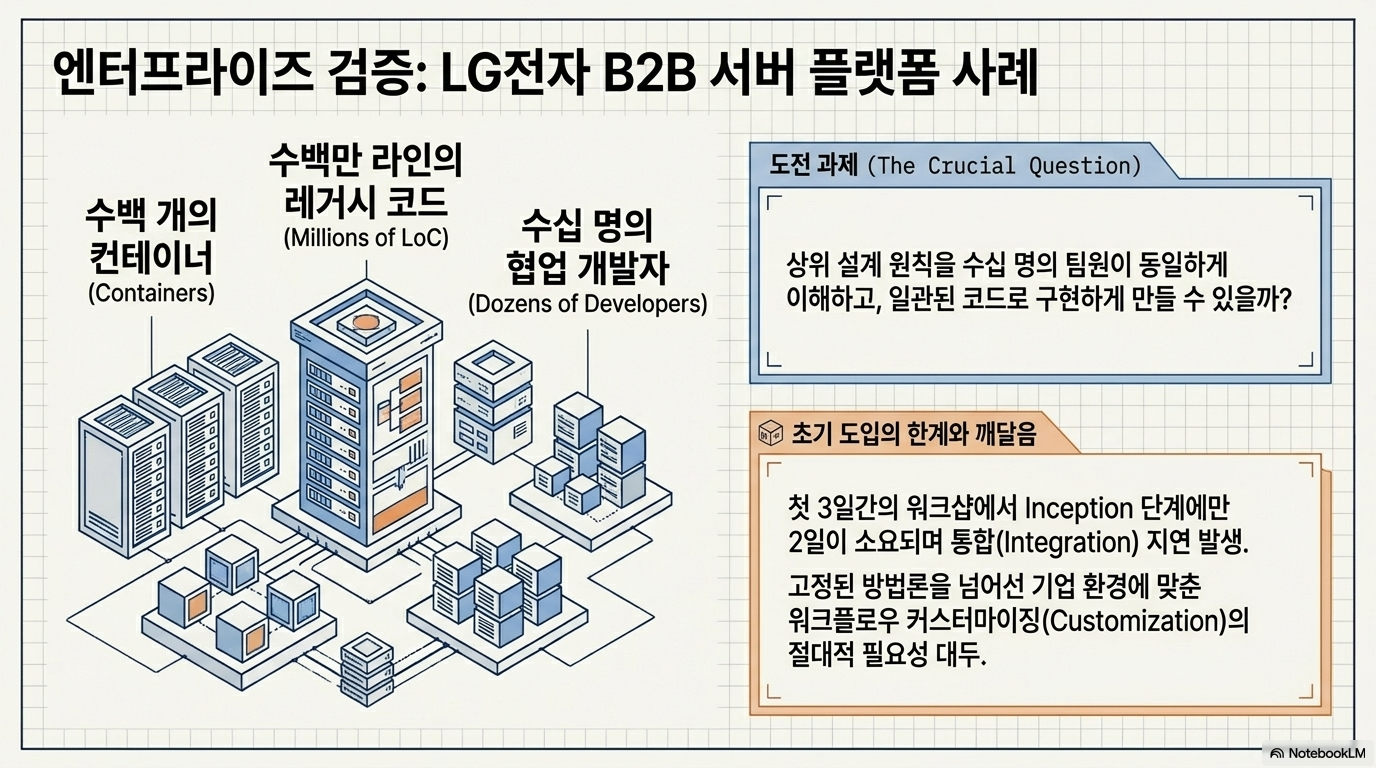 엔터프라이즈 검증: LG전자 B2B 서버 플랫폼 사례
수백 개의
컨테이너
(Containers)
수백만 라인의
레거시 코드
(Millions of LoC)
수십 명의
협업 개발자
(Dozens of Developers)
도전 과제 (The Crucial Question)
상위 설계 원칙을 수십 명의 팀원이 동일하게
이해하고, 일관된 코드로 구현하게 만들 수 있을까?
초기 도입의 한계와 깨달음
첫 3일간의 워크샵에서 Inception 단계에만
2일이 소요되며 통합(Integration) 지연 발생.
고정된 방법론을 넘어선 기업 환경에 맞춘
워크플로우 커스터마이징(Customization)의
절대적 필요성 대두.
NotebookLM